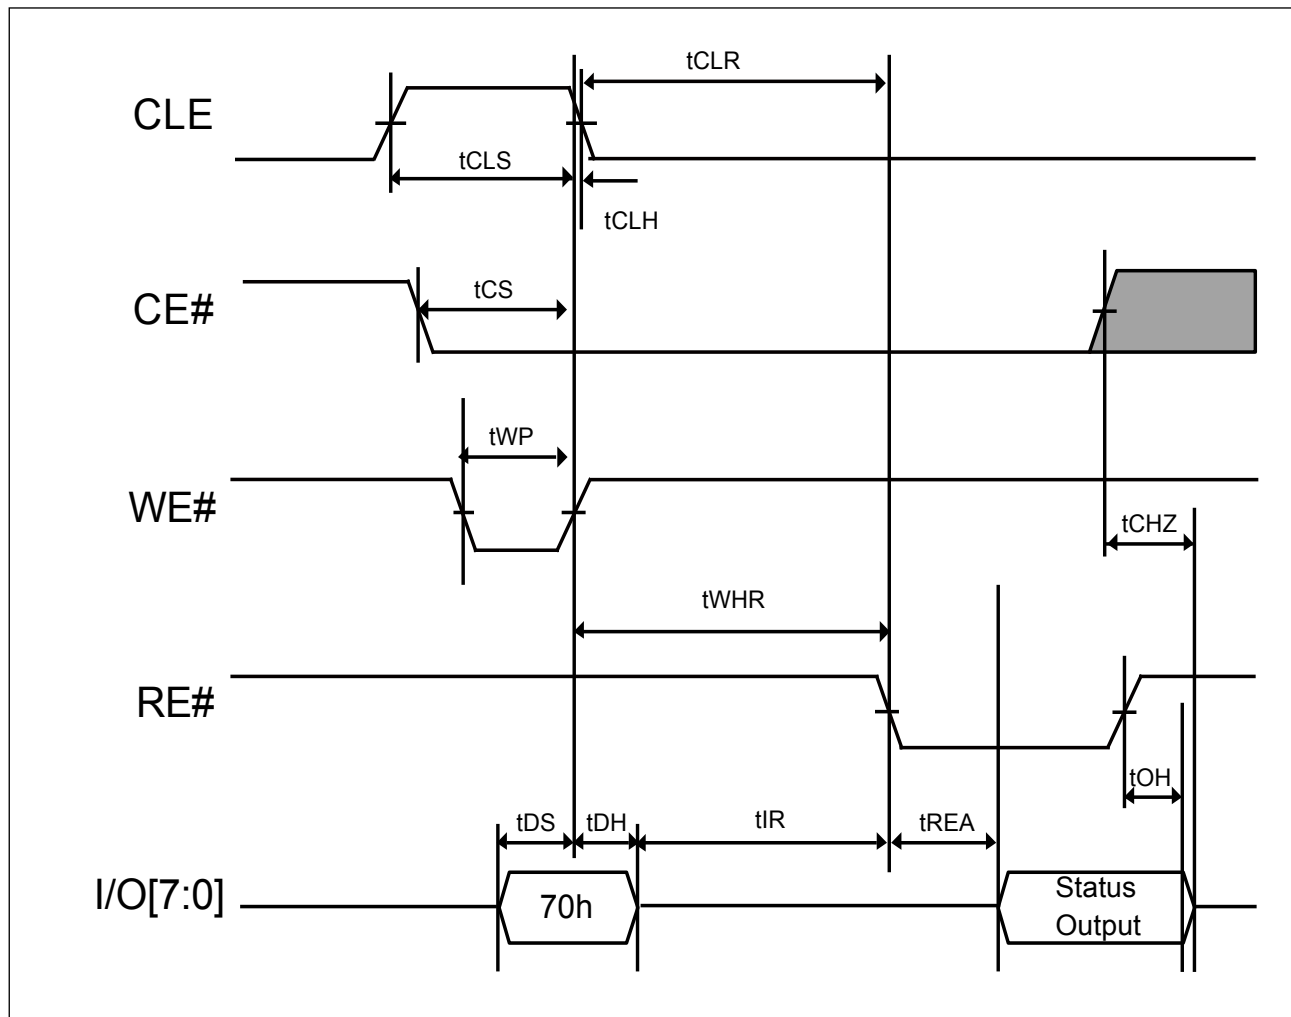 tCLR
CLE
tCLS
tCLH
CE#
tCS
tWP
WE#
tCHZ
tWHR
RE#
tOH
tDS
tDH
tIR
tREA
I/O[7:0]
70h
Status
Output